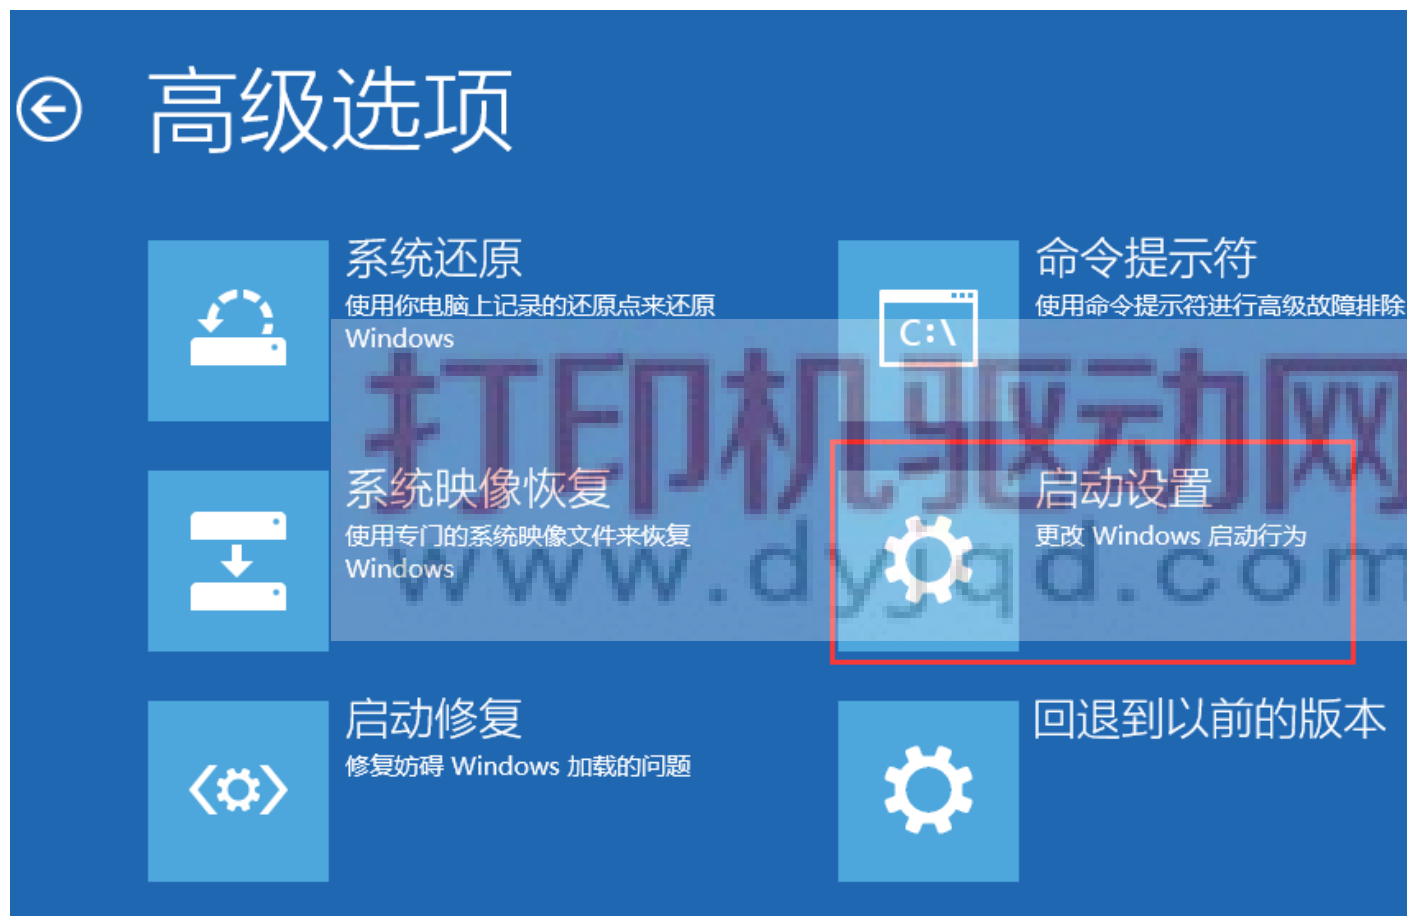 高级选项
系统还原
使用你电脑上记录的还原点来还原
Windows
命令提示符
使用命令提示符进行高级故障排除
C:\
打印机驱动网
www.dyjqd.com
系统映像恢复
使用专门的系统映像文件来恢复
Windows
启动设置
更改 Windows 启动行为
启动修复
修复妨碍 Windows 加载的问题
回退到以前的版本